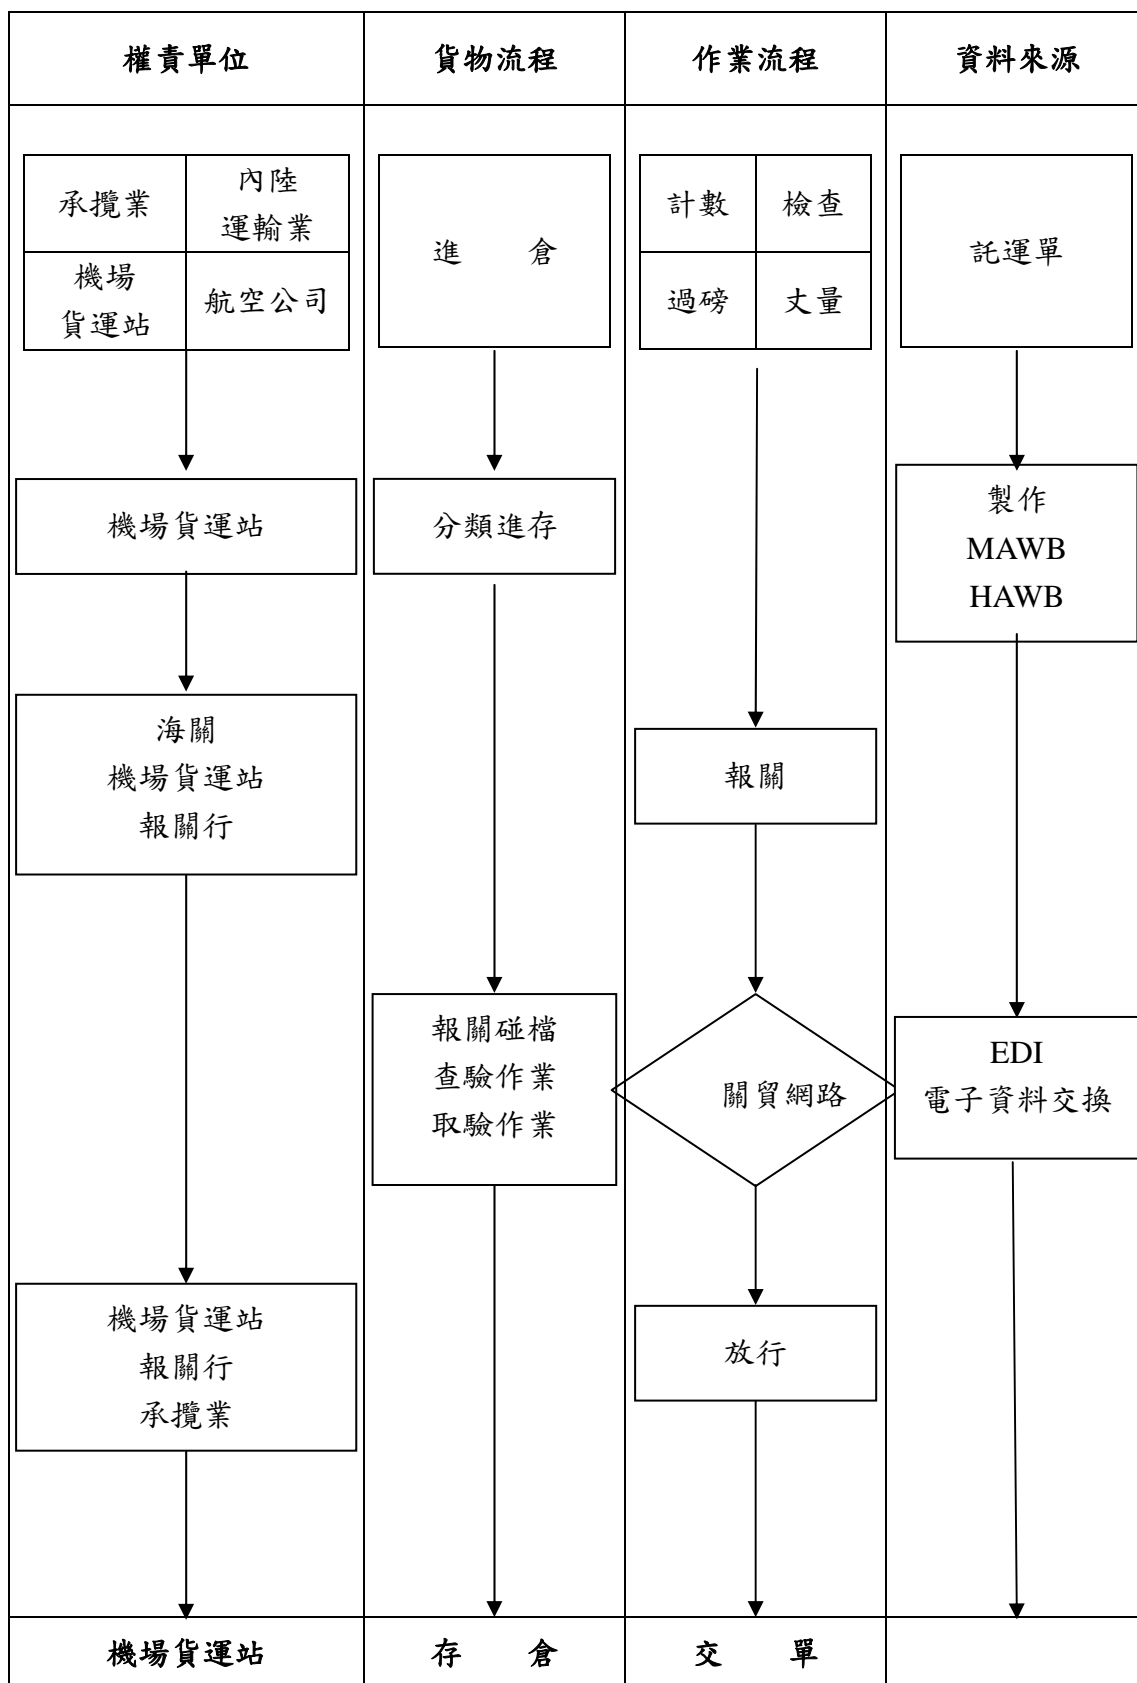 權責單位
貨物流程
作業流程
資料來源
承攬業
內陸
運輸業
機場
貨運站
航空公司
進 倉
計數
檢查
過磅
丈量
託運單
機場貨運站
分類進存
製作
MAWB
HAWB
海關
機場貨運站
報關行
報關
報關碰檔
查驗作業
取驗作業
關貿網路
EDI
電子資料交換
機場貨運站
報關行
承攬業
放行
機場貨運站
存 倉
交 單